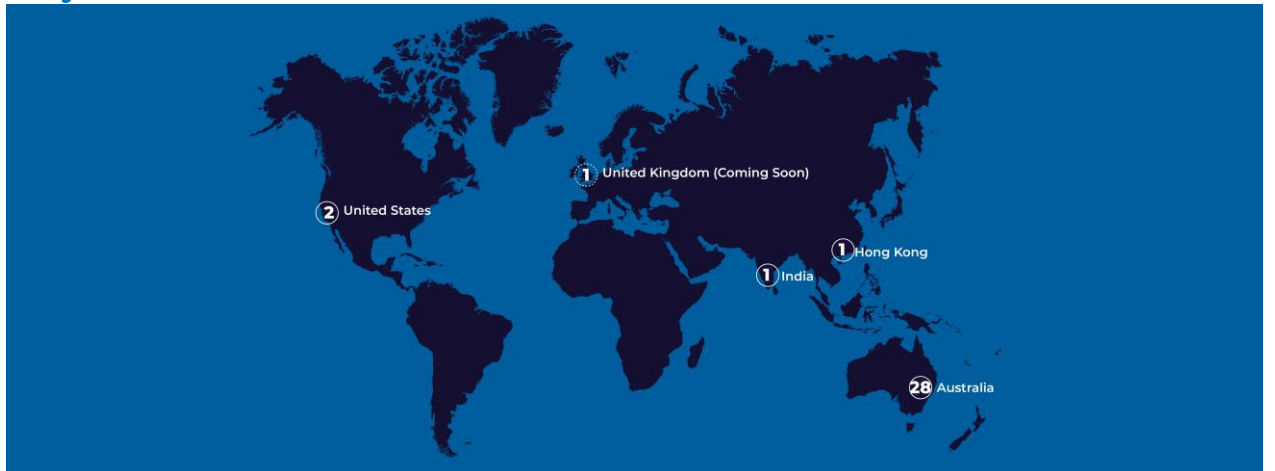 1 United Kingdom (Coming Soon)
2 United States
1 Hong Kong
1 India
28 Australia